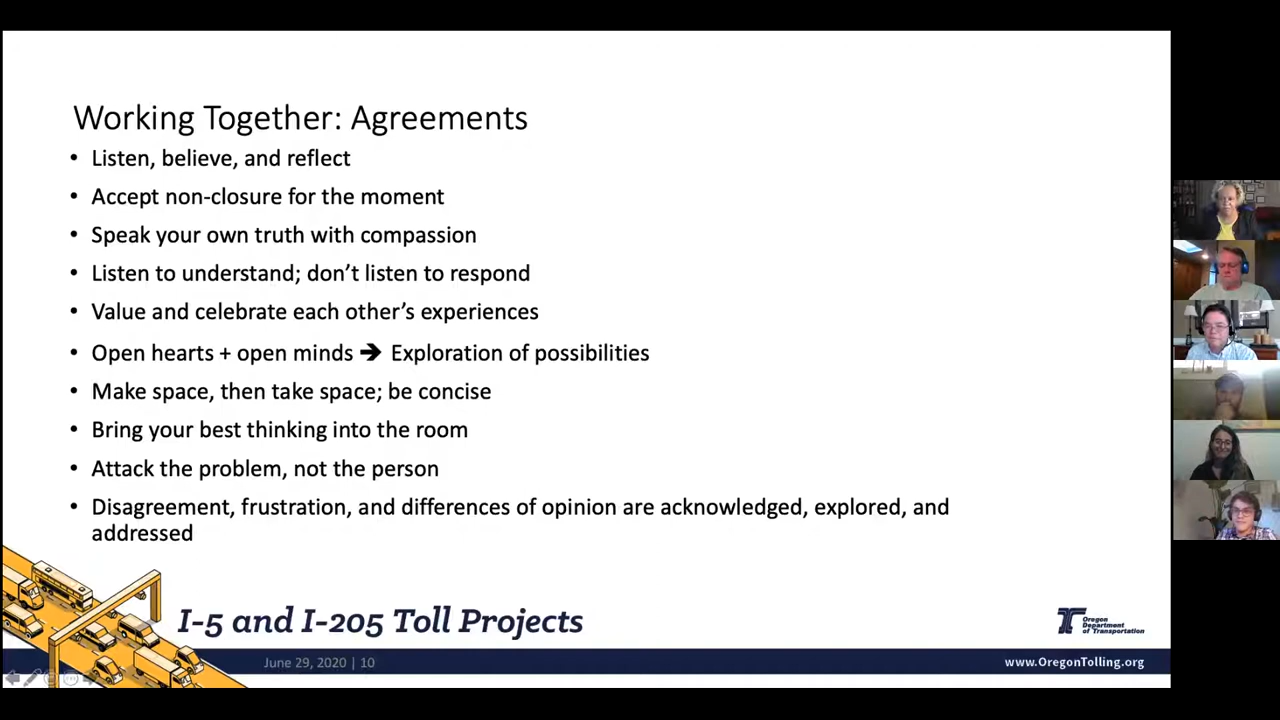 Working Together: Agreements
• Listen, believe, and reflect
• Accept non-closure for the moment
• Speak your own truth with compassion
• Listen to understand; don’t listen to respond
• Value and celebrate each other’s experiences
• Open hearts + open minds 🡺 Exploration of possibilities
• Make space, then take space; be concise
• Bring your best thinking into the room
• Attack the problem, not the person
• Disagreement, frustration, and differences of opinion are acknowledged, explored, and
addressed
I-5 and I-205 Toll Projects
Oregon
Department
of Transportation
June 29, 2020 | 10
www.OregonTolling.org